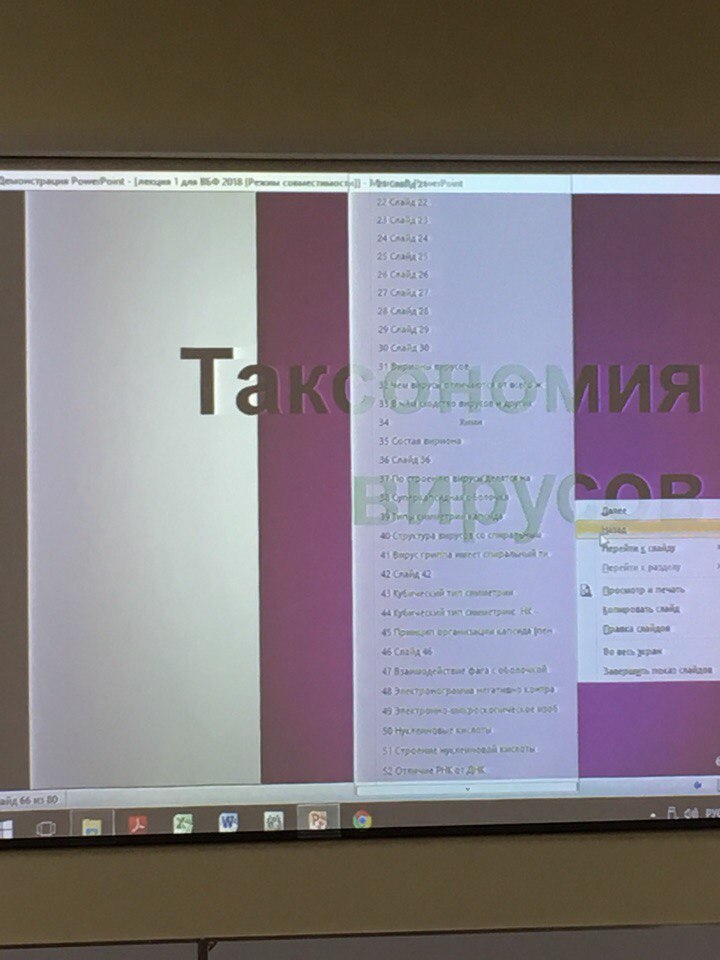 Демонстрация PowerPoint - [лекция 1 для ВБФ 2018 [Режим совместимости]] - PowerPoint
22 Слайд 22
23 Слайд 23
24 Слайд 24
25 Слайд 25
26 Слайд 26
27 Слайд 27
28 Слайд 28
29 Слайд 29
30 Слайд 30
31 Вирионы вирусов
32 Чем вирусы отличаются от всего ж
33 В чём сходство вирусов и других
34
35 Состав вириона
36 Слайд 36
37 По строению вирусы делятся на
38 Суперкапсидная оболочка
39 Типы симметрии капсида
40 Структура вирусов со спиральным
41 Вирус гриппа имеет спиральный ти
42 Слайд 42
43 Кубический тип симметрии
44 Кубический тип симметрии. НК -
45 Принцип организации капсида (пен
46 Слайд 46
47 Взаимодействие фага с оболочкой
48 Электронограмма негативно контра
49 Электронно-микроскопическое изоб
50 Нуклеиновые кислоты
51 Строение нуклеиновой кислоты
52 Отличие РНК от ДНК
Таксономия
вирусов
Далее
Назад
Перейти к слайду
Перейти к разделу
Просмотр и печать
Копировать слайд
Правка слайдов
Во весь экран
Завершить показ слайдов
айд 66 из 80
РУС